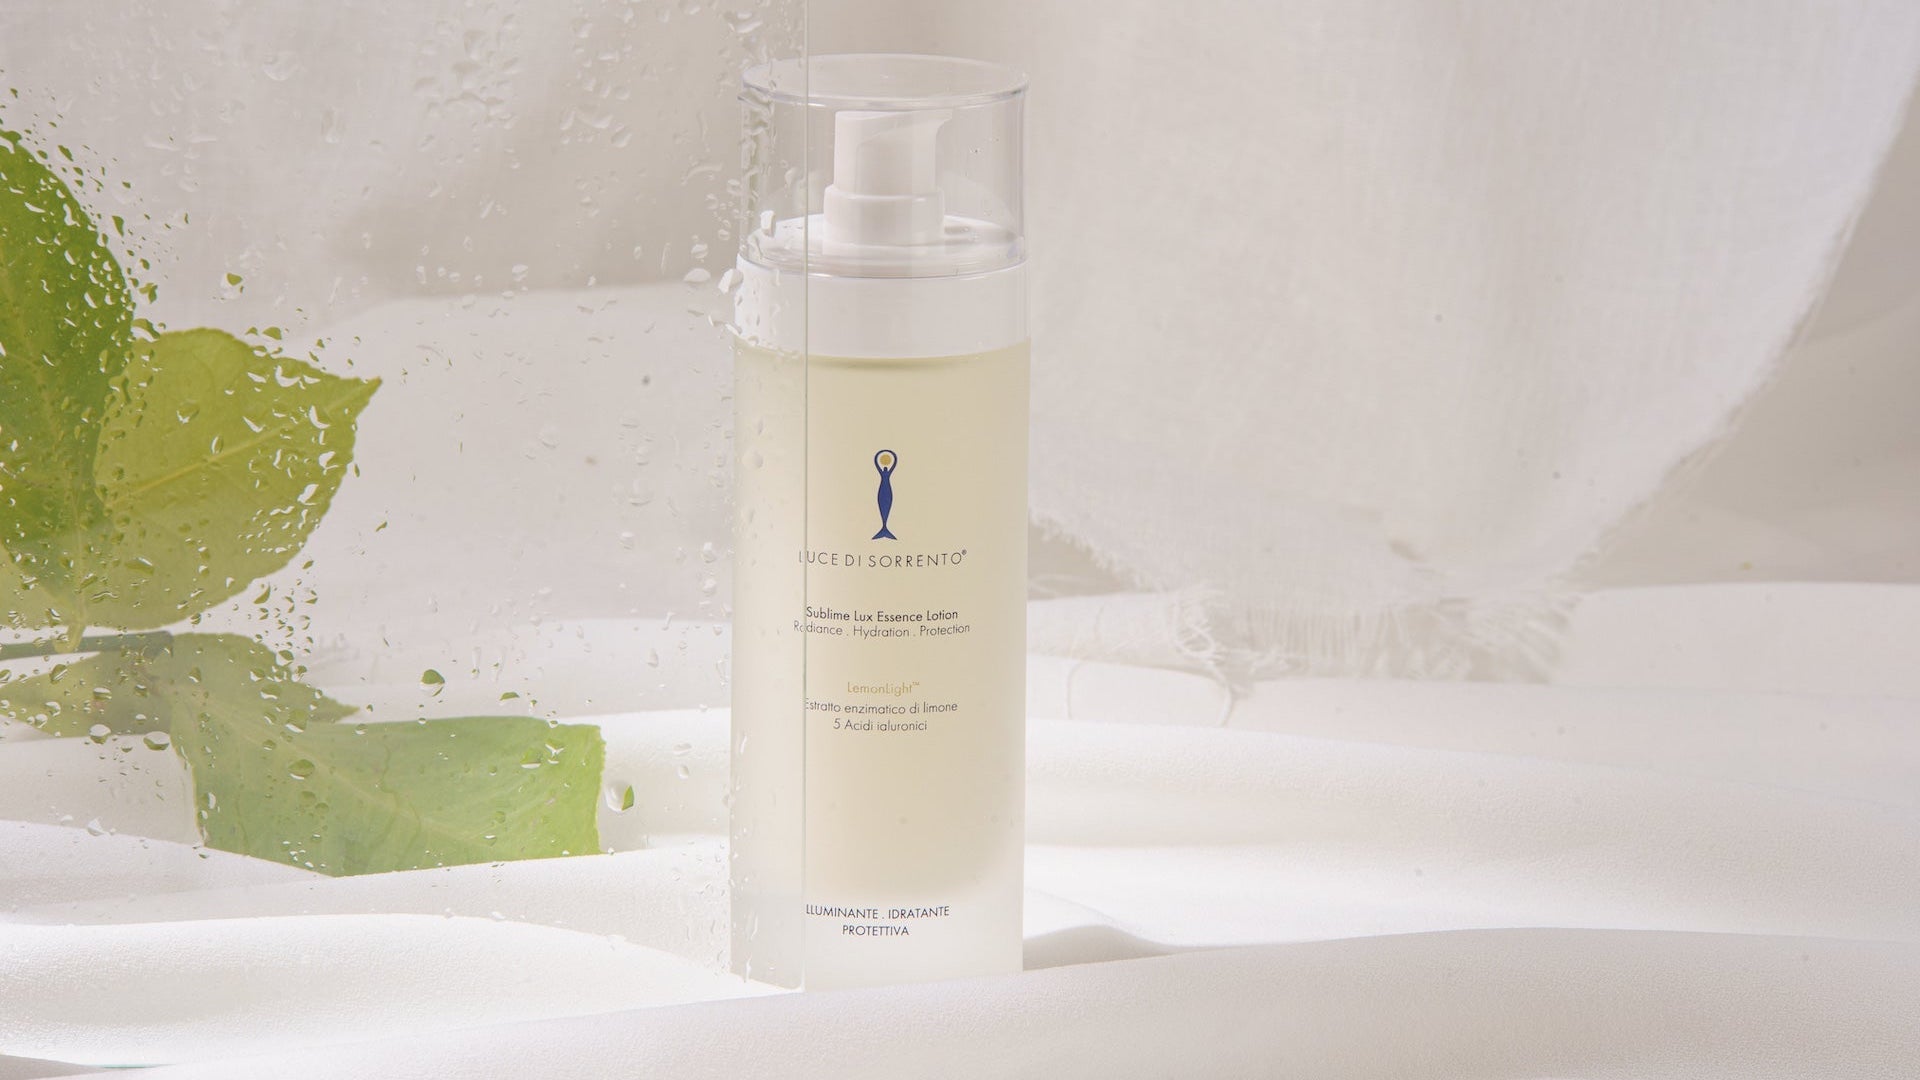 LUCE DI SORRENTO®
Sublime Lux Essence Lotion
Radiance . Hydration . Protection
LemonLight™
Estratto enzimatico di limone
5 Acidi ialuronici
ILLUMINANTE . IDRATANTE
PROTETTIVA